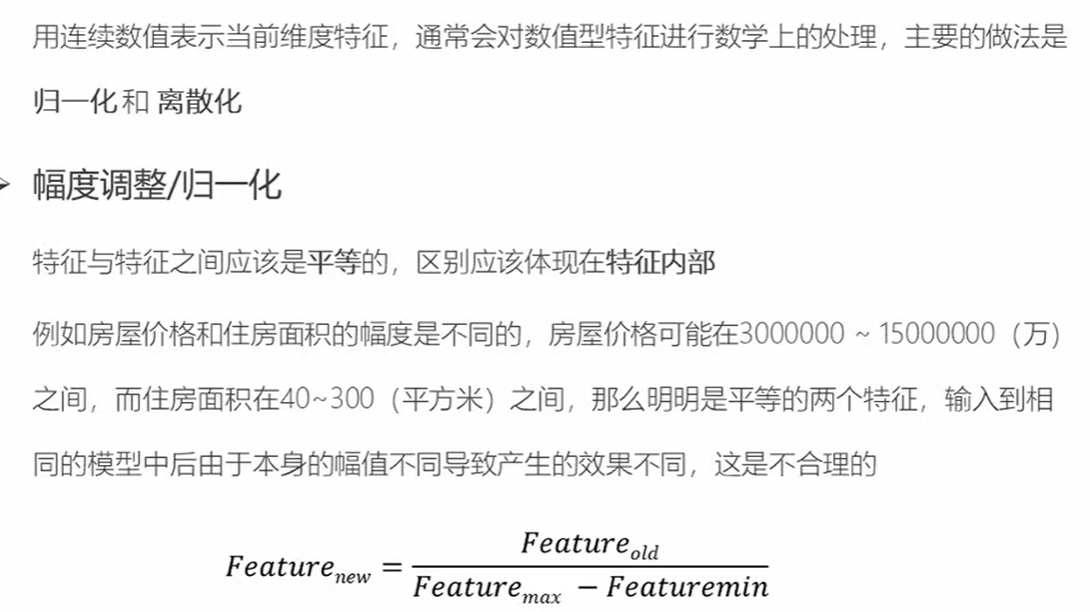 用连续数值表示当前维度特征，通常会对数值型特征进行数学上的处理，主要的做法是
归一化和 离散化
幅度调整/归一化
特征与特征之间应该是平等的，区别应该体现在特征内部
例如房屋价格和住房面积的幅度是不同的，房屋价格可能在3000000 ~ 15000000（万）
之间，而住房面积在40~300（平方米）之间，那么明明是平等的两个特征，输入到相
同的模型中后由于本身的幅值不同导致产生的效果不同，这是不合理的
Feature_new = Feature_old / (Feature_max − Featuremin)